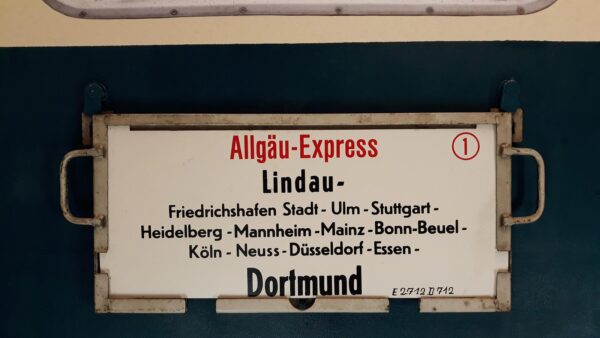 Allgäu-Express 1
Lindau-
Friedrichshafen Stadt - Ulm - Stuttgart -
Heidelberg - Mannheim - Mainz - Bonn-Beuel -
Köln - Neuss - Düsseldorf - Essen -
Dortmund
E 2712 D 712